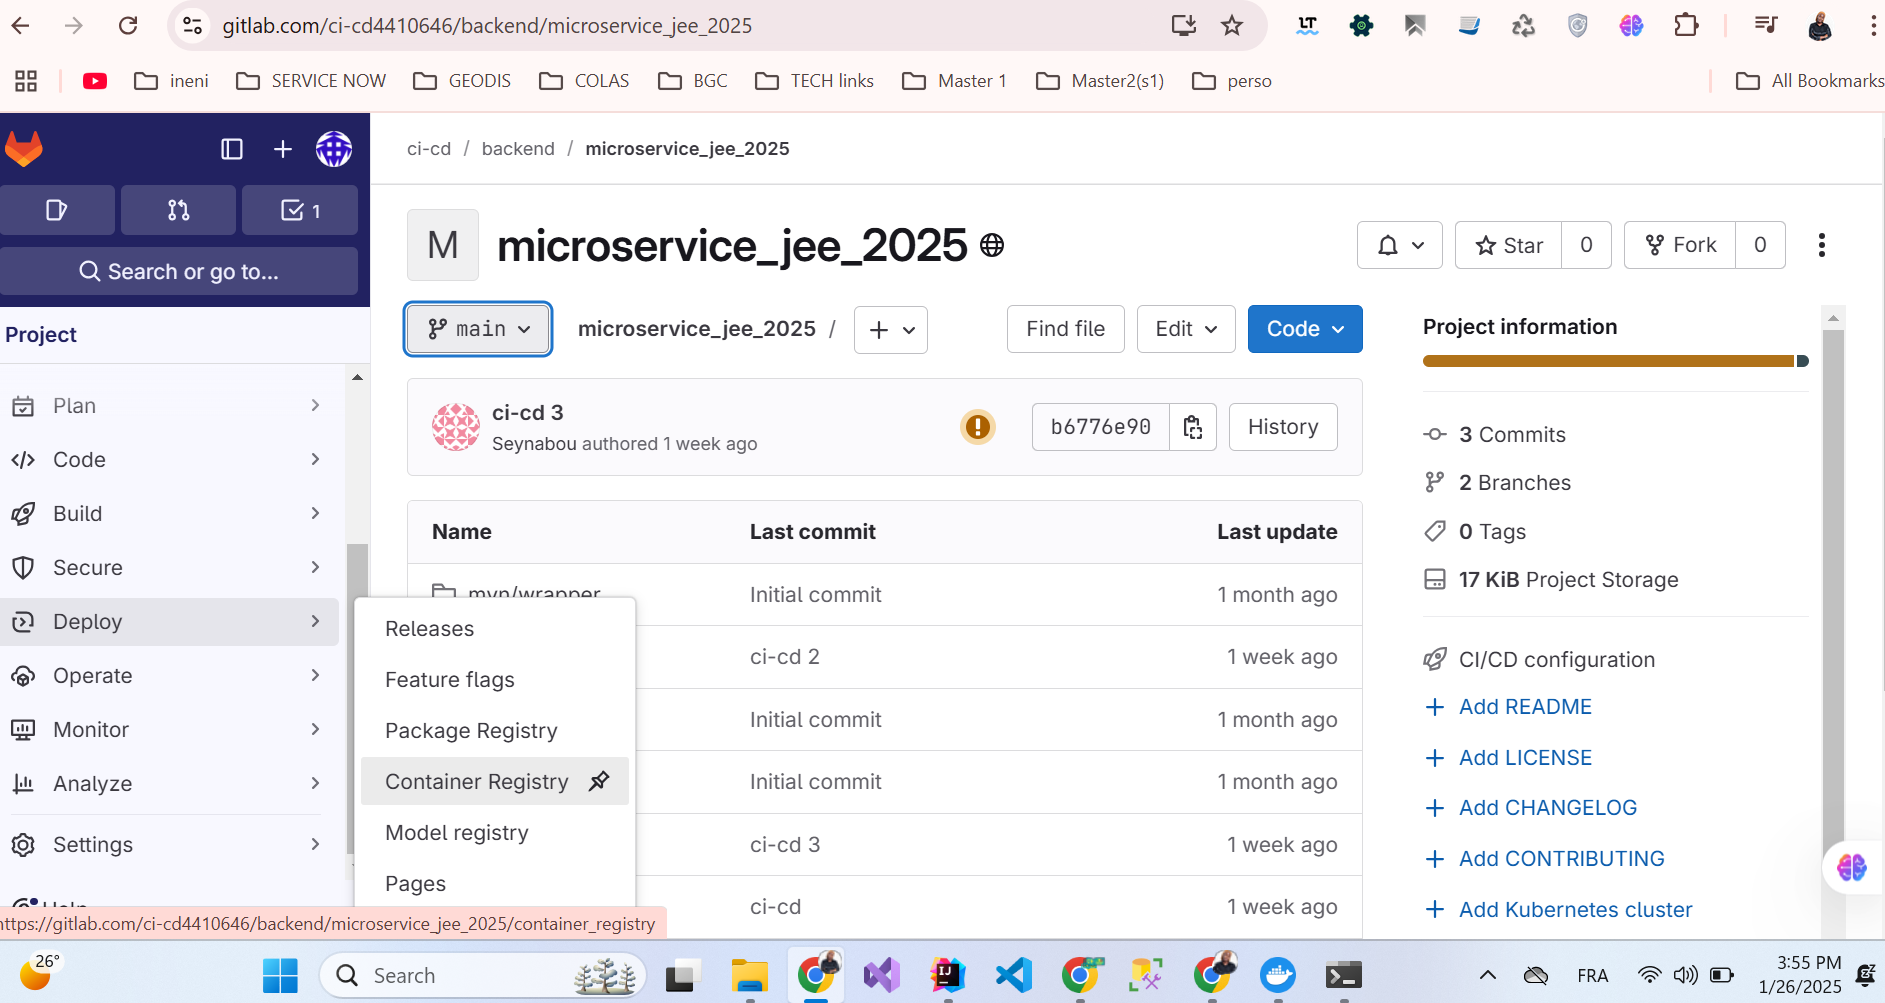 gitlab.com/ci-cd4410646/backend/microservice_jee_2025
LT
ineni
SERVICE NOW
GEODIS
COLAS
BGC
TECH links
Master 1
Master2(s1)
perso
All Bookmarks
1
Search or go to...
Project
Plan
Code
Build
Secure
Deploy
Operate
Monitor
Analyze
Settings
Help
ci-cd / backend / microservice_jee_2025
M
microservice_jee_2025
Star 0
Fork 0
main
microservice_jee_2025 /
+
Find file
Edit
Code
ci-cd 3
Seynabou authored 1 week ago
b6776e90
History
Name Last commit Last update
mvn/wrapper Initial commit 1 month ago
ci-cd 2 1 week ago
Initial commit 1 month ago
Initial commit 1 month ago
ci-cd 3 1 week ago
ci-cd 1 week ago
Releases
Feature flags
Package Registry
Container Registry
Model registry
Pages
Project information
3 Commits
2 Branches
0 Tags
17 KiB Project Storage
CI/CD configuration
+ Add README
+ Add LICENSE
+ Add CHANGELOG
+ Add CONTRIBUTING
+ Add Kubernetes cluster
https://gitlab.com/ci-cd4410646/backend/microservice_jee_2025/container_registry
26°
Search
IJ
FRA
3:55 PM
1/26/2025